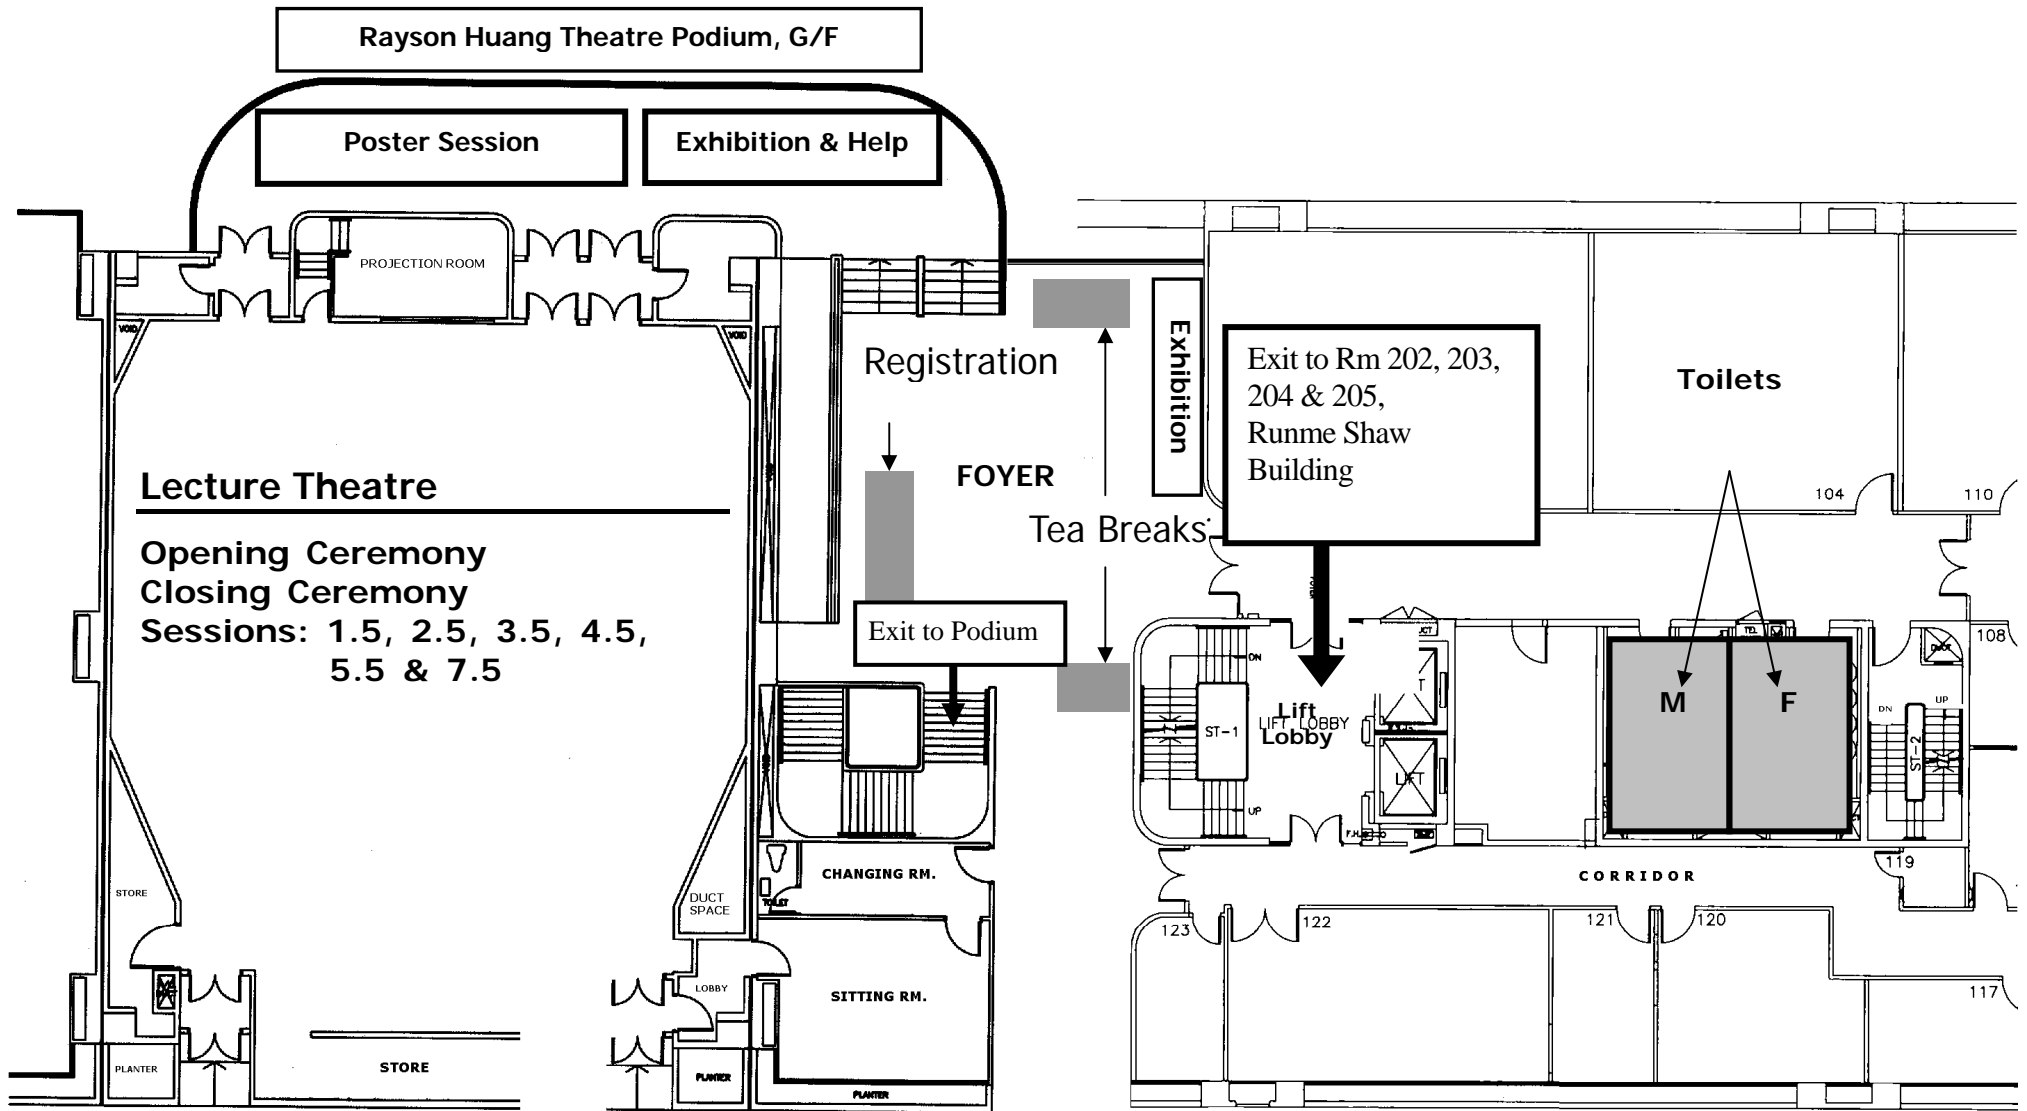 Rayson Huang Theatre Podium, G/F
Poster Session
Exhibition & Help
PROJECTION ROOM
VOID
VOID
Registration
Exhibition
Exit to Rm 202, 203,
204 & 205,
Runme Shaw
Building
Toilets
104
110
Lecture Theatre
FOYER
Tea Breaks
Opening Ceremony
Closing Ceremony
Sessions: 1.5, 2.5, 3.5, 4.5,
5.5 & 7.5
Exit to Podium
DN
108
M
F
DN
UP
ST-1
Lift
Lobby
LIFT LOBBY
ST-2
LIFT
UP
CHANGING RM.
TOILET
119
CORRIDOR
STORE
DUCT
SPACE
123
122
121
120
LOBBY
SITTING RM.
117
PLANTER
STORE
PLANTER
PLANTER